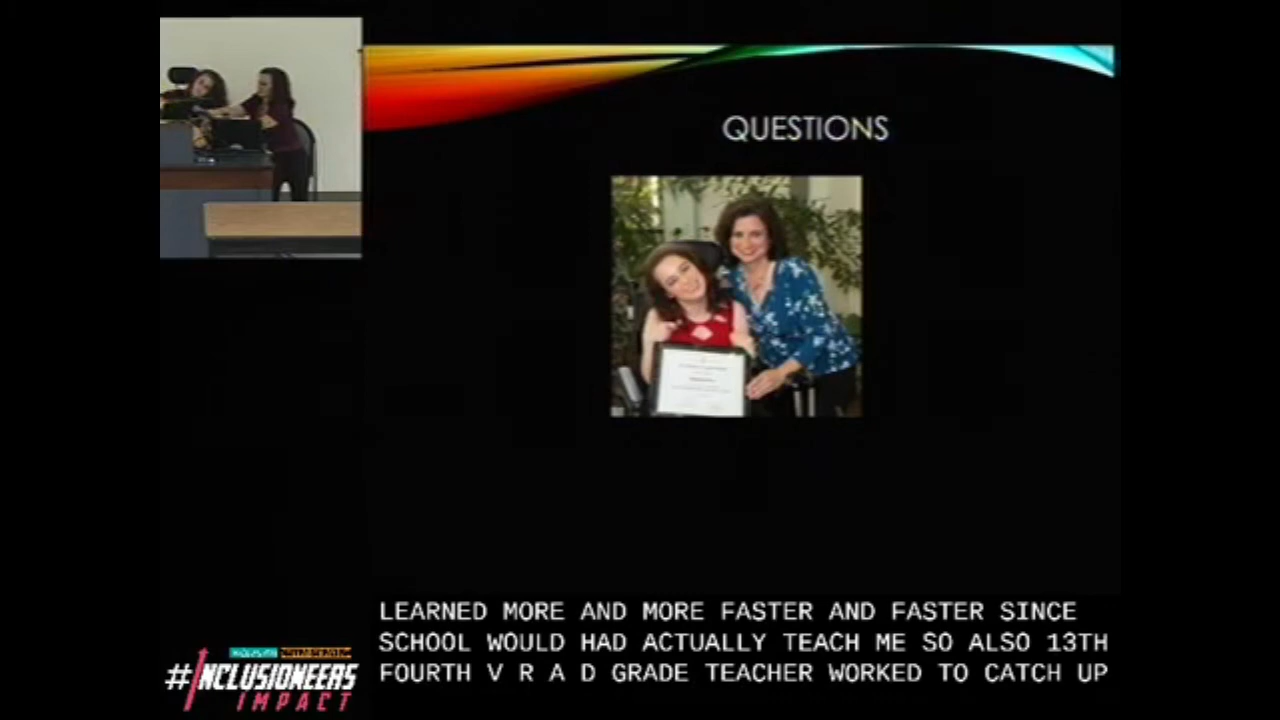 QUESTIONS
LEARNED MORE AND MORE FASTER AND FASTER SINCE
SCHOOL WOULD HAD ACTUALLY TEACH ME SO ALSO 13TH
FOURTH V R A D GRADE TEACHER WORKED TO CATCH UP
#INCLUSIONEERS
IMPACT